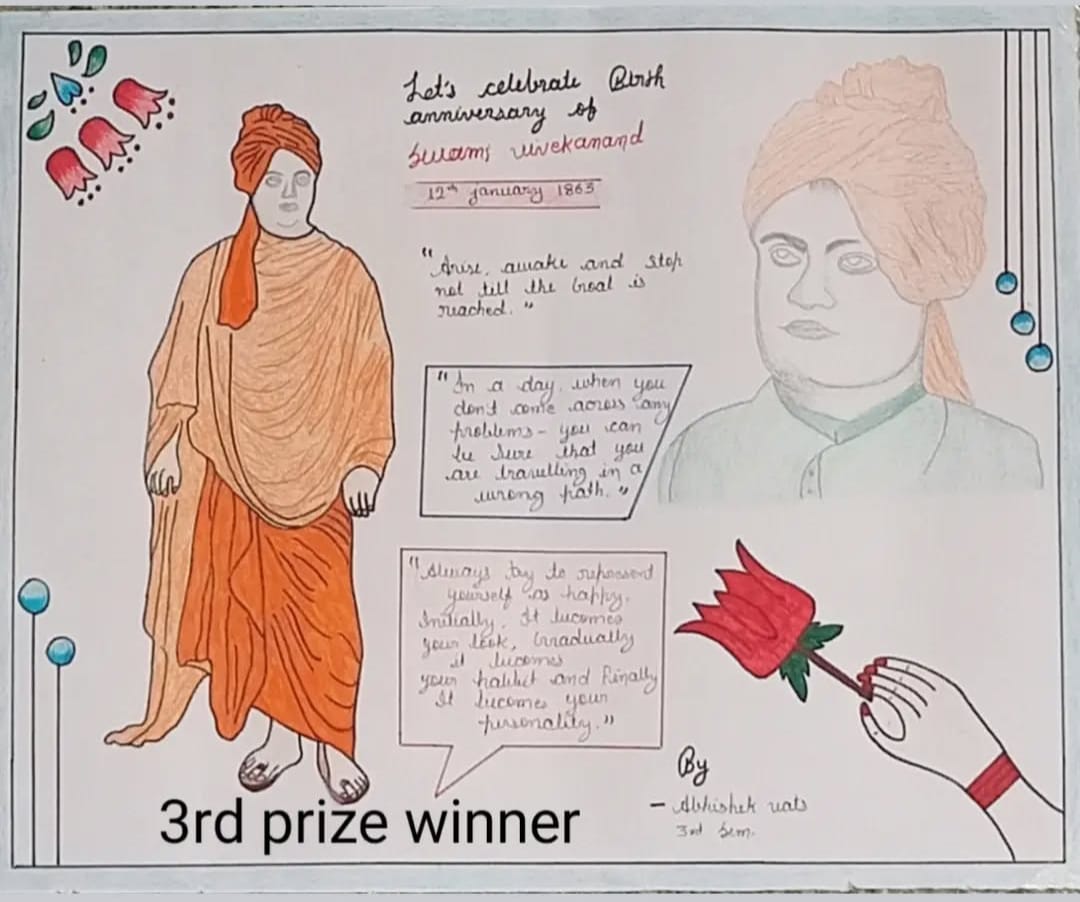 Let's celebrate Birth
anniversary of
Swami vivekanand
12th january 1863
"Arise, awake and stop
not till the Goal is
reached."
"In a day, when you
don't come across any
problems - you can
be sure that you
are travelling in a
wrong path."
"Always try to represent
yourself as happy.
Initially, It becomes
your look, Gradually
it becomes
your habbit and Finally
It becomes your
personality."
By
- Abhishek vats
3rd sem.
3rd prize winner